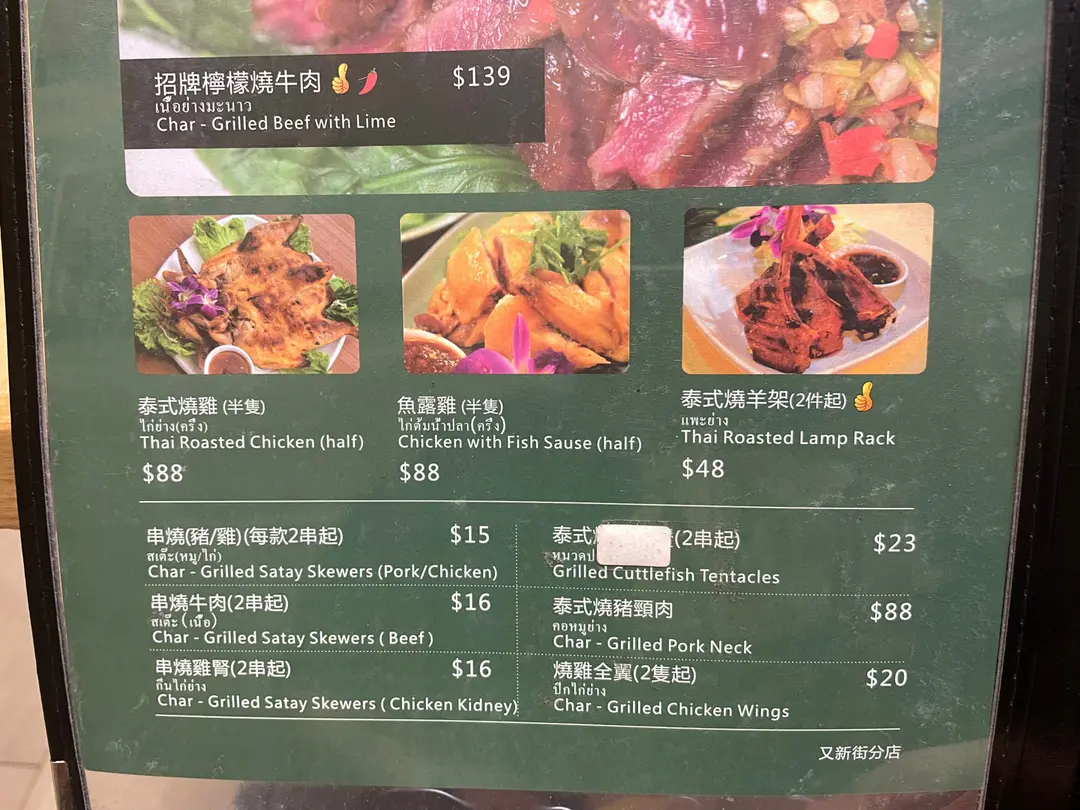 招牌檸檬燒牛肉 $139
เนื้อย่างมะนาว
Char - Grilled Beef with Lime
泰式燒雞 (半隻)
ไก่ย่าง(ครึ่ง)
Thai Roasted Chicken (half)
$88
魚露雞 (半隻)
ไก่ต้มน้ำปลา(ครึ่ง)
Chicken with Fish Sause (half)
$88
泰式燒羊架(2件起)
แพะย่าง
Thai Roasted Lamp Rack
$48
串燒(豬/雞)(每款2串起) $15
สเต๊ะ(หมู/ไก่)
Char - Grilled Satay Skewers (Pork/Chicken)
串燒牛肉(2串起) $16
สเต๊ะ (เนื้อ)
Char - Grilled Satay Skewers ( Beef )
串燒雞腎(2串起) $16
กึ๋นไก่ย่าง
Char - Grilled Satay Skewers ( Chicken Kidney)
泰式 (2串起) $23
Grilled Cuttlefish Tentacles
泰式燒豬頸肉 $88
คอหมูย่าง
Char - Grilled Pork Neck
燒雞全翼(2隻起) $20
ปีกไก่ย่าง
Char - Grilled Chicken Wings
又新街分店